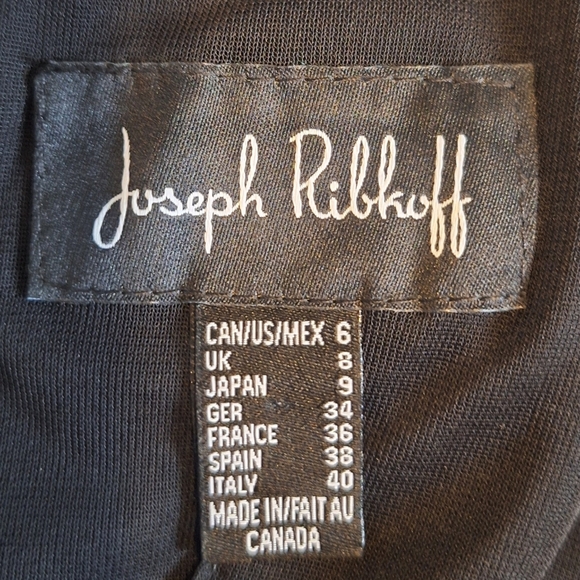 Joseph Ribkoff
CAN/US/MEX 6
UK 8
JAPAN 9
GER 34
FRANCE 36
SPAIN 38
ITALY 40
MADE IN/FAIT AU
CANADA